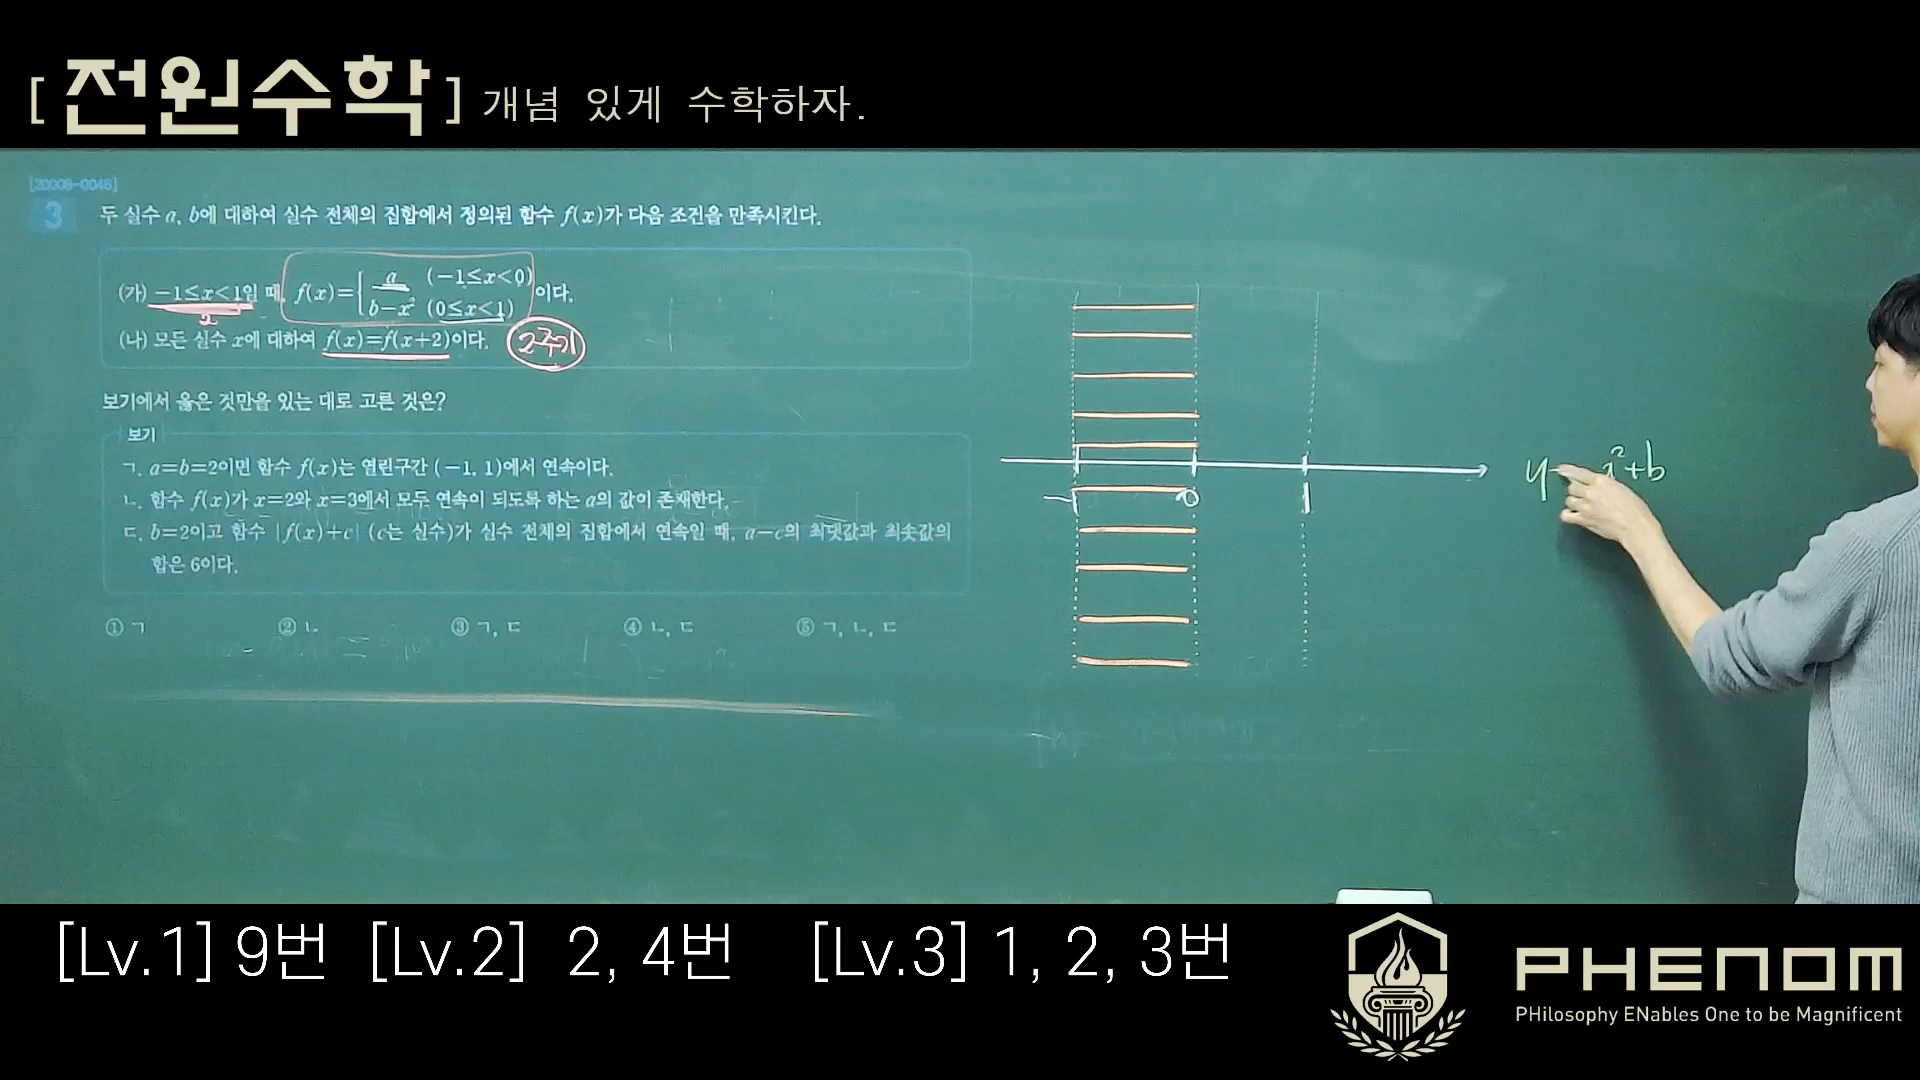 [전원수학] 개념 있게 수학하자.
[20009-0046]
3 두 실수 a, b에 대하여 실수 전체의 집합에서 정의된 함수 f(x)가 다음 조건을 만족시킨다.
(가) -1≤x<1일 때, f(x)={ a (-1≤x<0)
b-x² (0≤x<1) 이다.
2
(나) 모든 실수 x에 대하여 f(x)=f(x+2)이다. 2주기
보기에서 옳은 것만을 있는 대로 고른 것은?
보기
ㄱ. a=b=2이면 함수 f(x)는 열린구간 (-1, 1)에서 연속이다.
ㄴ. 함수 f(x)가 x=2와 x=3에서 모두 연속이 되도록 하는 a의 값이 존재한다.
ㄷ. b=2이고 함수 |f(x)+c| (c는 실수)가 실수 전체의 집합에서 연속일 때, a-c의 최댓값과 최솟값의
합은 6이다.
① ㄱ ② ㄴ ③ ㄱ, ㄷ ④ ㄴ, ㄷ ⑤ ㄱ, ㄴ, ㄷ
-1 0 1
y= x²+b
[Lv.1] 9번 [Lv.2] 2, 4번 [Lv.3] 1, 2, 3번
PHENOM
PHilosophy ENables One to be Magnificent